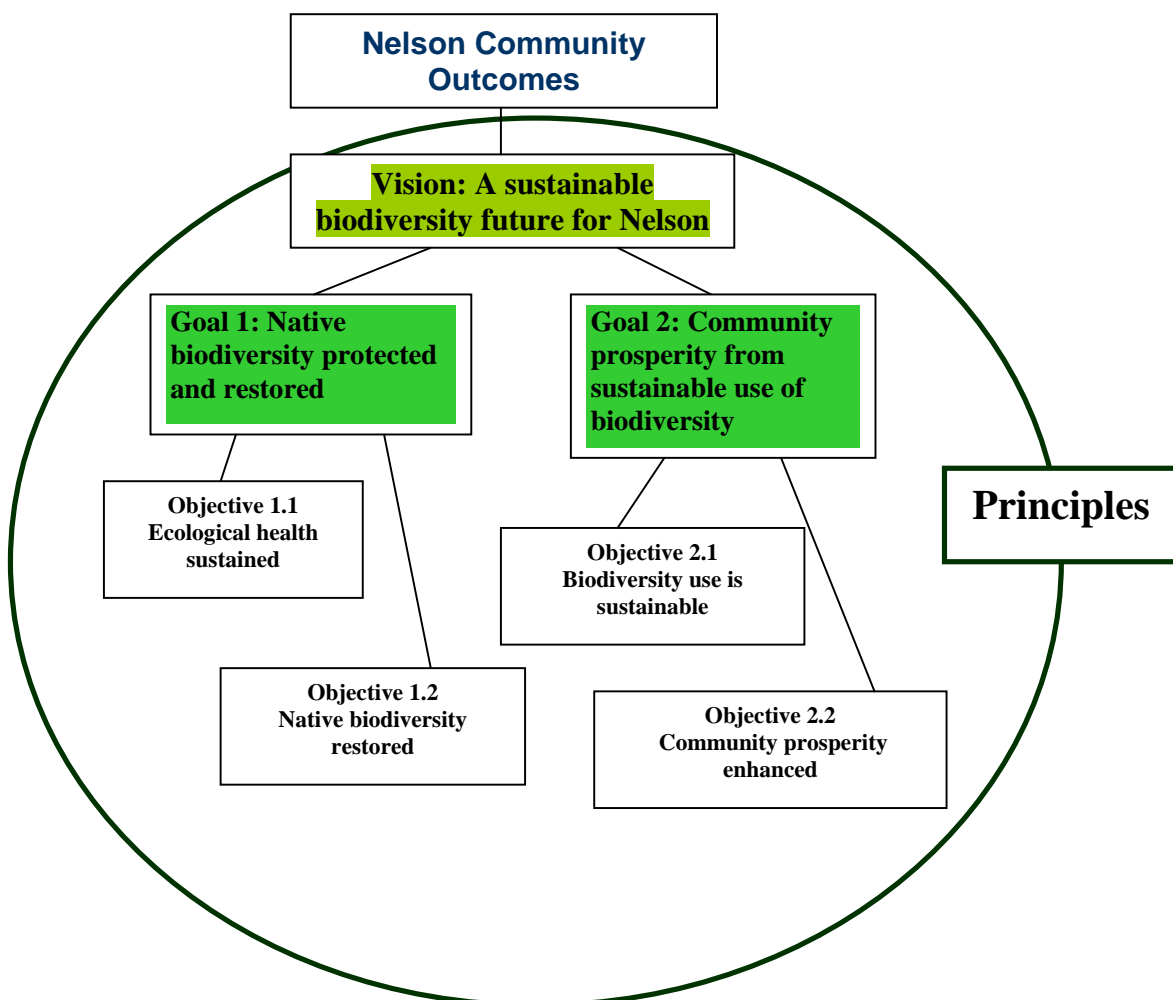 Nelson Community
Outcomes
Vision: A sustainable
biodiversity future for Nelson
Goal 1: Native
biodiversity protected
and restored
Goal 2: Community
prosperity from
sustainable use of
biodiversity
Principles
Objective 1.1
Ecological health
sustained
Objective 2.1
Biodiversity use is
sustainable
Objective 1.2
Native biodiversity
restored
Objective 2.2
Community prosperity
enhanced